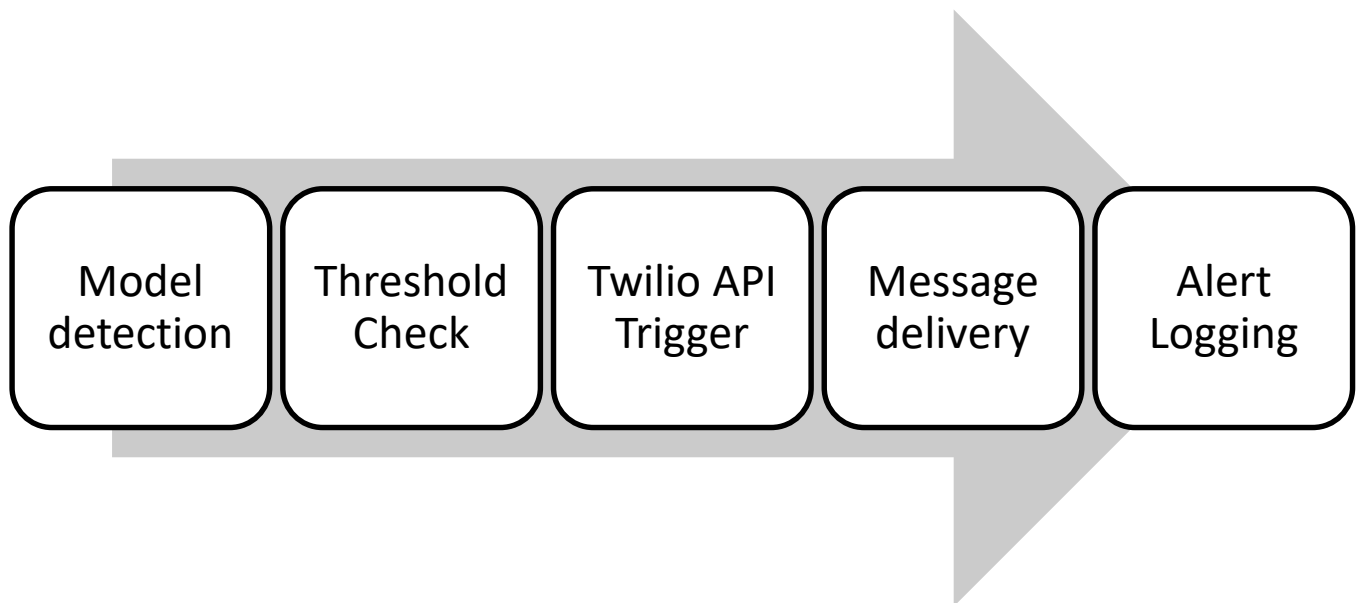 Model
detection
Threshold
Check
Twilio API
Trigger
Message
delivery
Alert
Logging